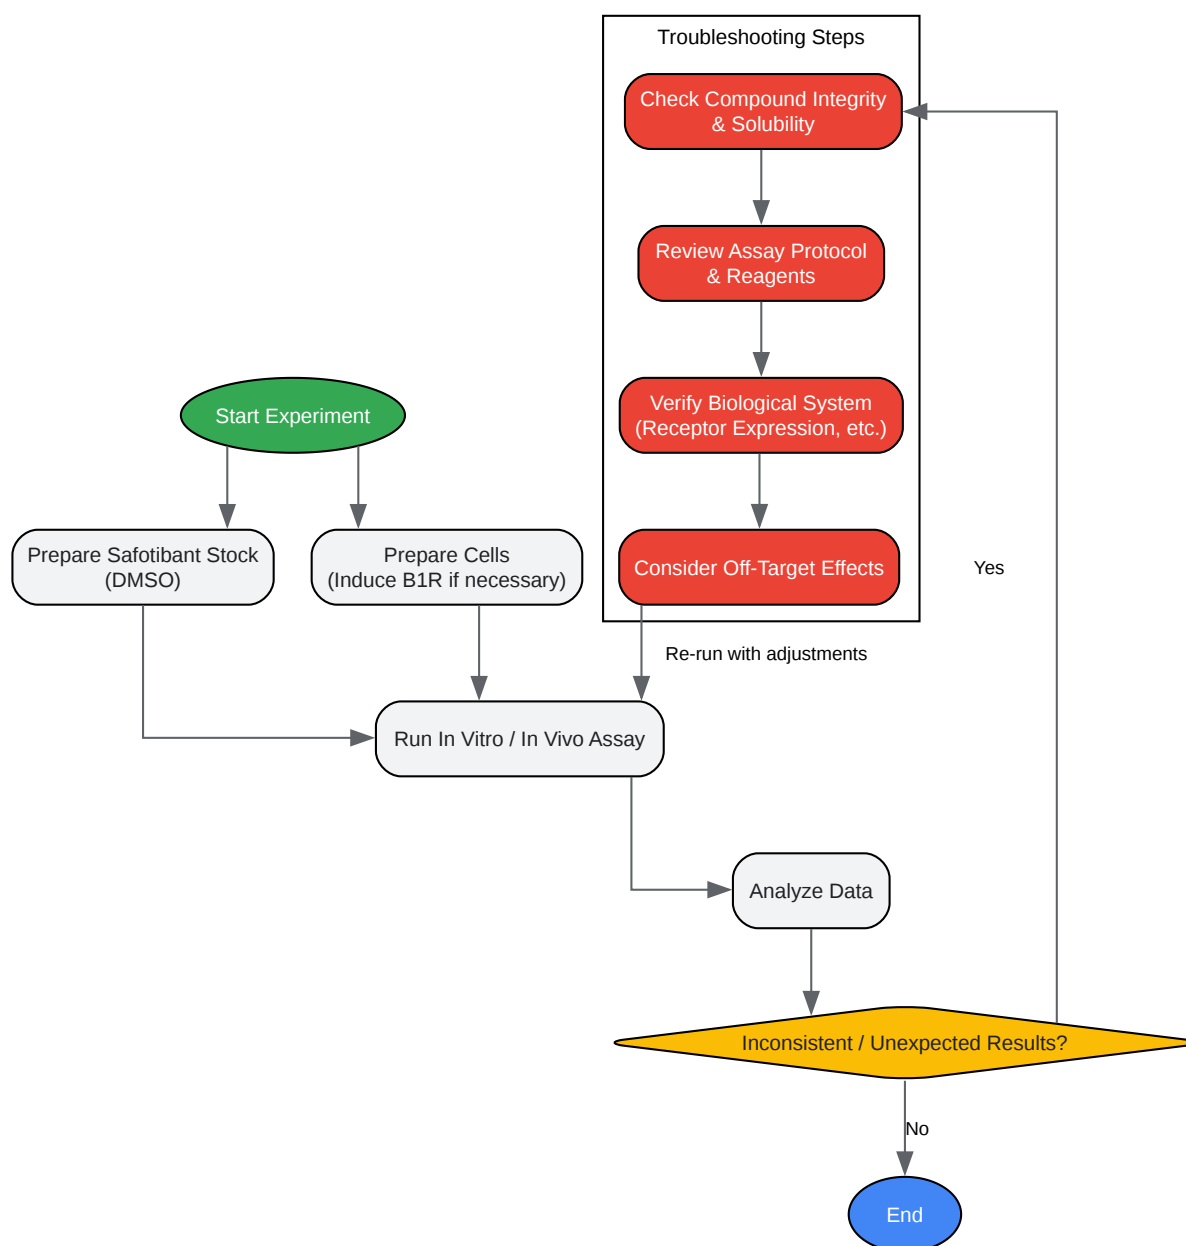 Troubleshooting Steps
Check Compound Integrity
& Solubility
Review Assay Protocol
& Reagents
Verify Biological System
(Receptor Expression, etc.)
Consider Off-Target Effects
Start Experiment
Prepare Safotibant Stock
(DMSO)
Prepare Cells
(Induce B1R if necessary)
Yes
Re-run with adjustments
Run In Vitro / In Vivo Assay
Analyze Data
Inconsistent / Unexpected Results?
No
End